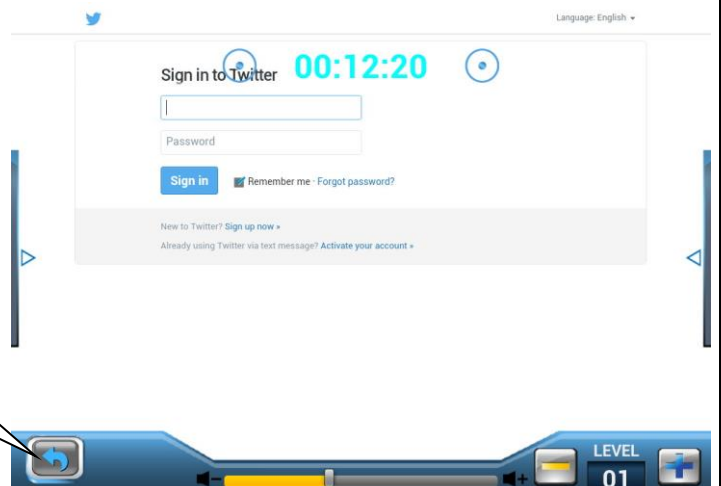 Language: English
Sign in to Twitter
00:12:20
Password
Sign in
Remember me · Forgot password?
New to Twitter? Sign up now »
Already using Twitter via text message? Activate your account »
LEVEL
01